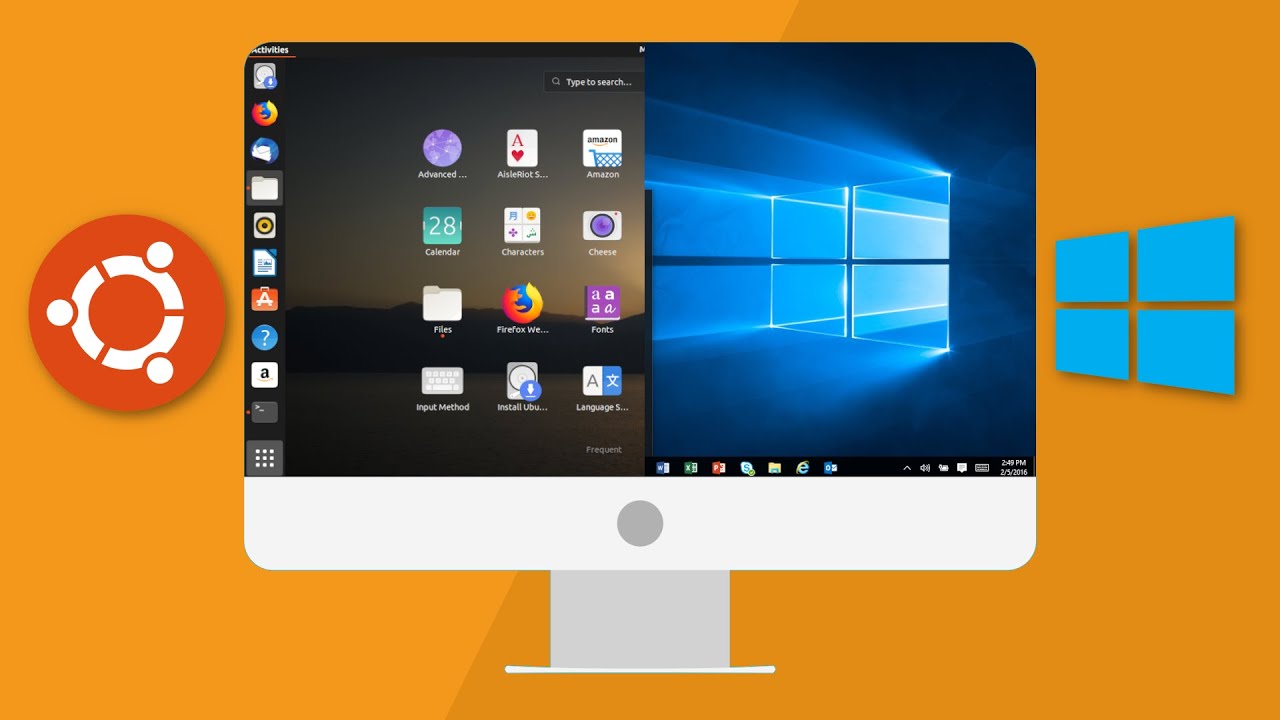 Activities
M
Type to search...
Advanced ...
A
AisleRiot S...
amazon
Amazon
28
Calendar
月
ش
Characters
Cheese
Files
Firefox We...
a a
a a
Fonts
Input Method
Install Ubu...
A 文
Language S...
Frequent
A
?
a
>_
W
X
P
S
e
O
2:49 PM
2/5/2016